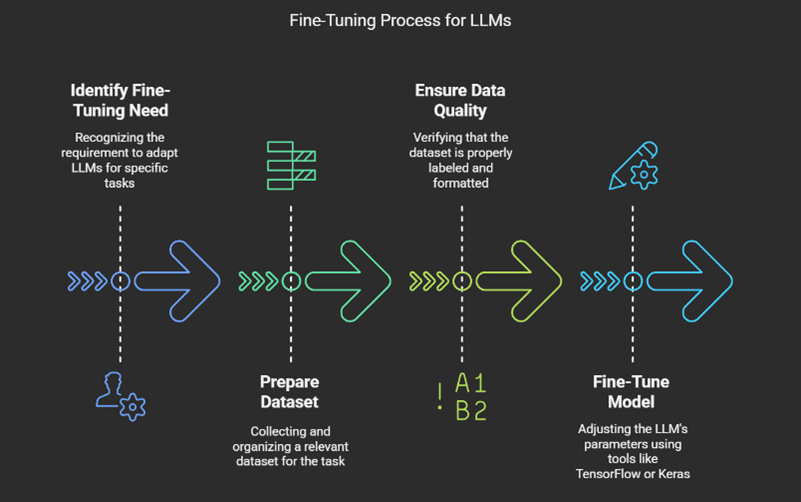 Fine-Tuning Process for LLMs
Identify Fine-
Tuning Need
Recognizing the
requirement to adapt
LLMs for specific
tasks
Prepare
Dataset
Collecting and
organizing a relevant
dataset for the task
Ensure Data
Quality
Verifying that the
dataset is properly
labeled and
formatted
! A1
B2
Fine-Tune
Model
Adjusting the LLM's
parameters using
tools like
TensorFlow or Keras